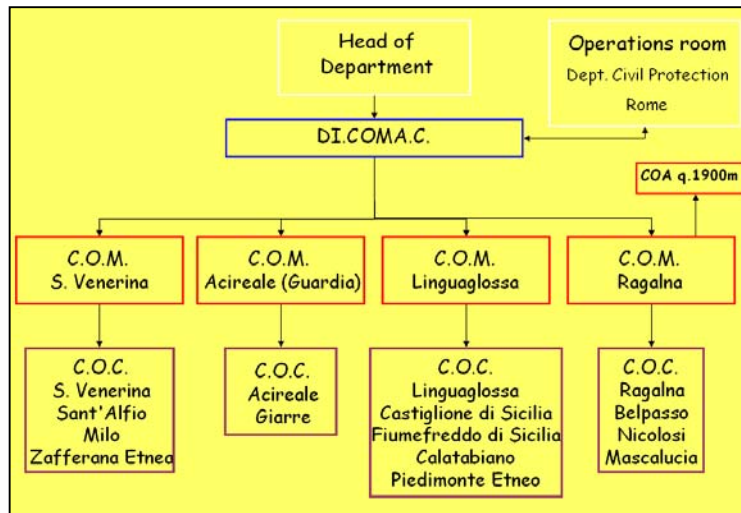 Head of
Department
Operations room
Dept. Civil Protection
Rome
DI.COMA.C.
COA q.1900m
C.O.M.
S. Venerina
C.O.M.
Acireale (Guardia)
C.O.M.
Linguaglossa
C.O.M.
Ragalna
C.O.C.
S. Venerina
Sant'Alfio
Milo
Zafferana Etnea
C.O.C.
Acireale
Giarre
C.O.C.
Linguaglossa
Castiglione di Sicilia
Fiumefreddo di Sicilia
Calatabiano
Piedimonte Etneo
C.O.C.
Ragalna
Belpasso
Nicolosi
Mascalucia